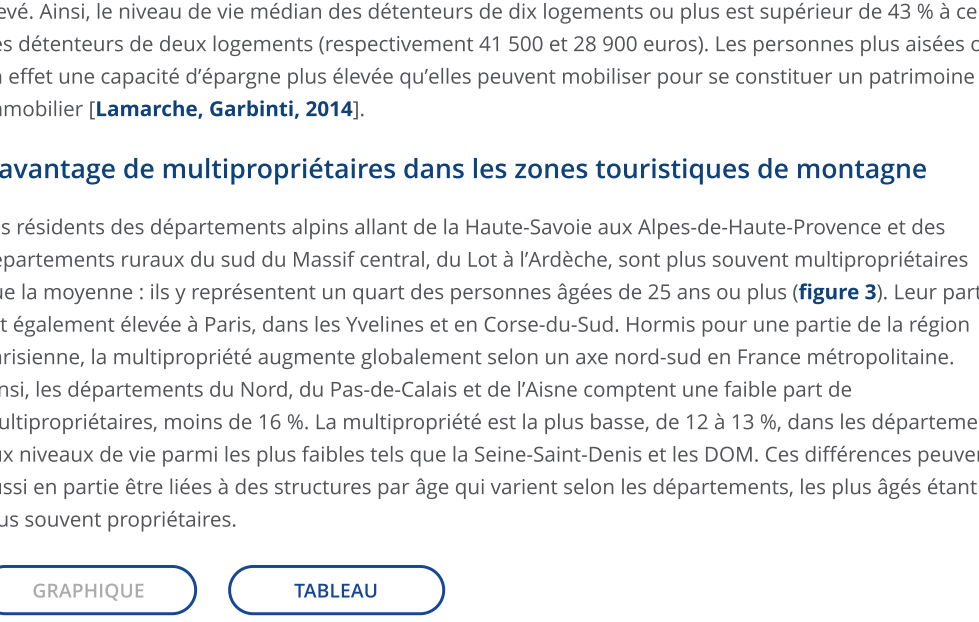 evé. Ainsi, le niveau de vie médian des détenteurs de dix logements ou plus est supérieur de 43 % à ce
s détenteurs de deux logements (respectivement 41 500 et 28 900 euros). Les personnes plus aisées o
effet une capacité d’épargne plus élevée qu’elles peuvent mobiliser pour se constituer un patrimoine
mobilier [Lamarche, Garbinti, 2014].
avantage de multipropriétaires dans les zones touristiques de montagne
s résidents des départements alpins allant de la Haute-Savoie aux Alpes-de-Haute-Provence et des
épartements ruraux du sud du Massif central, du Lot à l’Ardèche, sont plus souvent multipropriétaires
ue la moyenne : ils y représentent un quart des personnes âgées de 25 ans ou plus (figure 3). Leur part
t également élevée à Paris, dans les Yvelines et en Corse-du-Sud. Hormis pour une partie de la région
arisienne, la multipropriété augmente globalement selon un axe nord-sud en France métropolitaine.
nsi, les départements du Nord, du Pas-de-Calais et de l’Aisne comptent une faible part de
ultipropriétaires, moins de 16 %. La multipropriété est la plus basse, de 12 à 13 %, dans les départeme
x niveaux de vie parmi les plus faibles tels que la Seine-Saint-Denis et les DOM. Ces différences peuve
ssi en partie être liées à des structures par âge qui varient selon les départements, les plus âgés étant
us souvent propriétaires.
GRAPHIQUE
TABLEAU